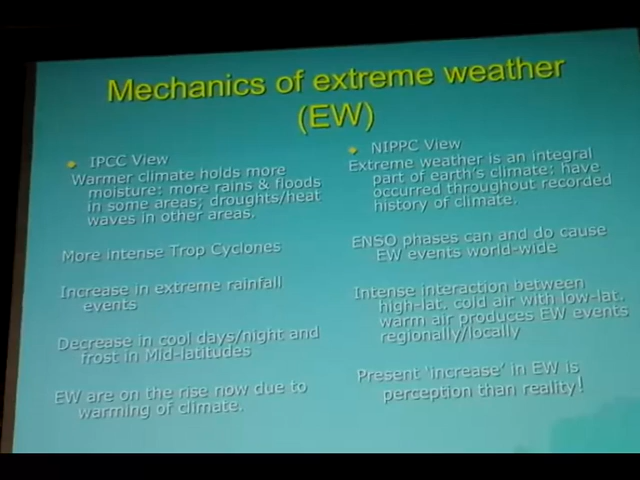 Mechanics of extreme weather
(EW)
IPCC View
Warmer climate holds more
moisture: more rains & floods
in some areas; droughts/heat
waves in other areas.
More intense Trop Cyclones
Increase in extreme rainfall
events
Decrease in cool days/night and
frost in Mid-latitudes
EW are on the rise now due to
warming of climate.
NIPPC View
Extreme weather is an integral
part of earth's climate: have
occurred throughout recorded
history of climate.
ENSO phases can and do cause
EW events world-wide
Intense interaction between
high-lat. cold air with low-lat.
warm air produces EW events
regionally/locally
Present 'increase' in EW is
perception than reality!